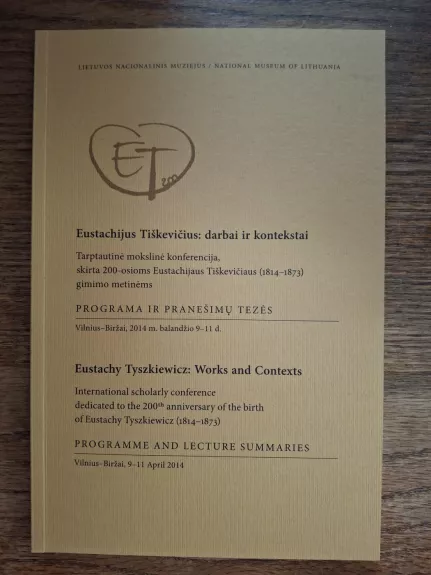 LIETUVOS NACIONALINIS MUZIEJUS / NATIONAL MUSEUM OF LITHUANIA
ET
200
Eustachijus Tiškevičius: darbai ir kontekstai
Tarptautinė mokslinė konferencija,
skirta 200-osioms Eustachijaus Tiškevičiaus (1814–1873)
gimimo metinėms
PROGRAMA IR PRANEŠIMŲ TEZĖS
Vilnius–Biržai, 2014 m. balandžio 9–11 d.
Eustachy Tyszkiewicz: Works and Contexts
International scholarly conference
dedicated to the 200th anniversary of the birth
of Eustachy Tyszkiewicz (1814–1873)
PROGRAMME AND LECTURE SUMMARIES
Vilnius–Biržai, 9–11 April 2014